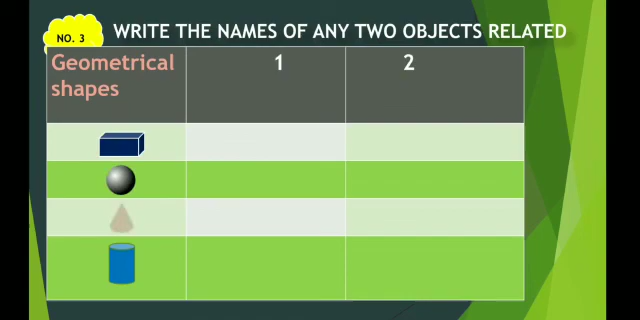 NO. 3
WRITE THE NAMES OF ANY TWO OBJECTS RELATED
Geometrical
shapes
1
2